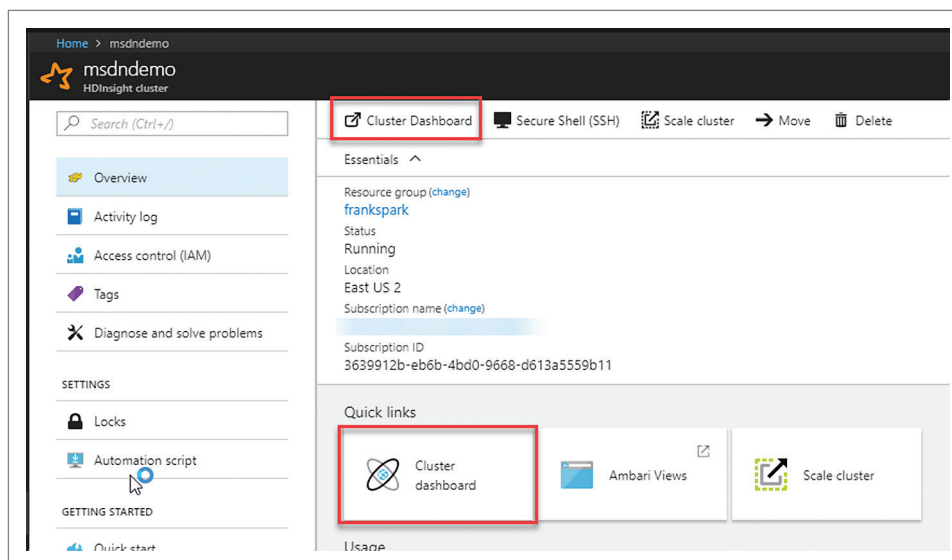 Home > msdndemo
msdndemo
HDInsight cluster
Search (Ctrl+/)
Overview
Activity log
Access control (IAM)
Tags
Diagnose and solve problems
SETTINGS
Locks
Automation script
GETTING STARTED
Quick start
Cluster Dashboard
Secure Shell (SSH)
Scale cluster
Move
Delete
Essentials
Resource group (change)
frankspark
Status
Running
Location
East US 2
Subscription name (change)
Subscription ID
3639912b-eb6b-4bd0-9668-d613a5559b11
Quick links
Cluster
dashboard
Ambari Views
Scale cluster
Usage